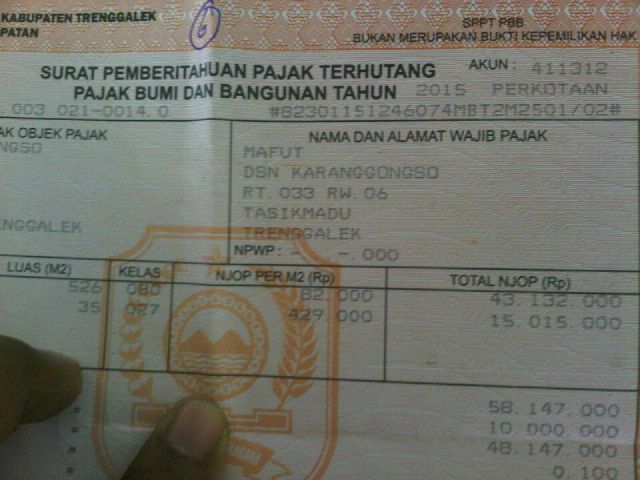 KABUPATEN TRENGGALEK
PATAN
6
SPPT PBB
BUKAN MERUPAKAN BUKTI KEPEMILIKAN HAK
SURAT PEMBERITAHUAN PAJAK TERHUTANG
AKUN : 411312
PAJAK BUMI DAN BANGUNAN TAHUN 2015 PERKOTAAN
003 021-0014.0
#82301151246074MBT2M2501/02#
AK OBJEK PAJAK
NGSO
NAMA DAN ALAMAT WAJIB PAJAK
MAFUT
DSN KARANGGONGSO
RT. 033 RW. 06
TASIKMADU
ENGGALEK
TRENGGALEK
NPWP : - -. 000
LUAS (M2) KELAS NJOP PER M2 (Rp) TOTAL NJOP (Rp)
526 080 82. 000 43. 132. 000
35 027 429. 000 15. 015. 000
58. 147. 000
= 10. 000. 000
= 48. 147. 000
= 0. 100